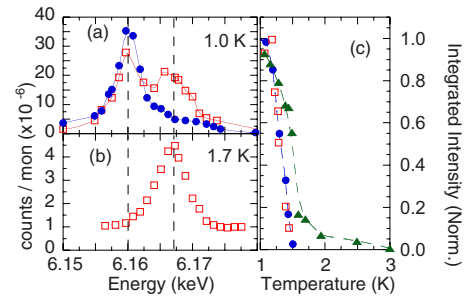 (a) 1.0 K (c)
40
30
20
10
0
1.0
0.8
0.6
0.4
0.2
0.0
(b) 1.7 K
4
3
2
1
counts / mon (x10⁻⁶)
Integrated Intensity (Norm.)
6.15 6.16 6.17 1 2 3
Energy (keV) Temperature (K)